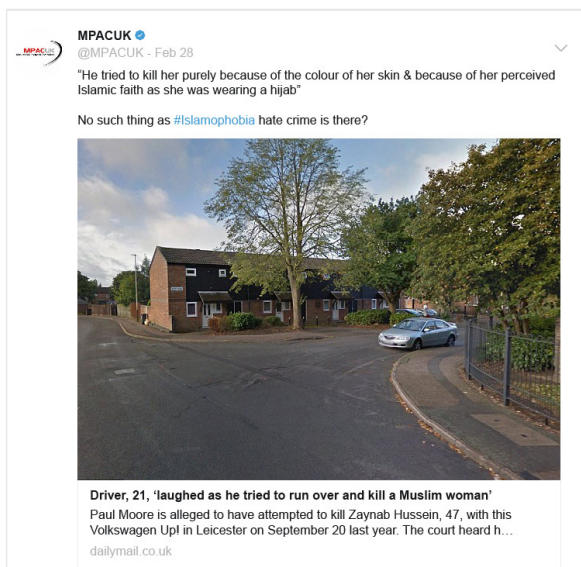 MPACUK
@MPACUK - Feb 28
MPACUK
“He tried to kill her purely because of the colour of her skin & because of her perceived
Islamic faith as she was wearing a hijab”
No such thing as #Islamophobia hate crime is there?
Driver, 21, ‘laughed as he tried to run over and kill a Muslim woman’
Paul Moore is alleged to have attempted to kill Zaynab Hussein, 47, with this
Volkswagen Up! in Leicester on September 20 last year. The court heard h…
dailymail.co.uk